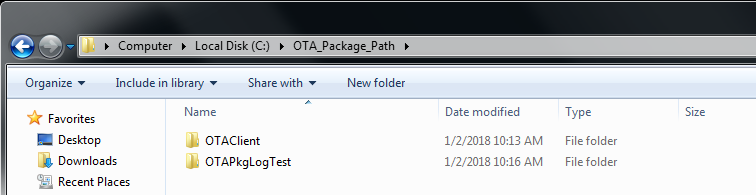 Computer Local Disk (C:) OTA_Package_Path
Organize Include in library Share with New folder
Favorites
Desktop
Downloads
Recent Places
Name Date modified Type Size
OTAClient 1/2/2018 10:13 AM File folder
OTAPkgLogTest 1/2/2018 10:16 AM File folder